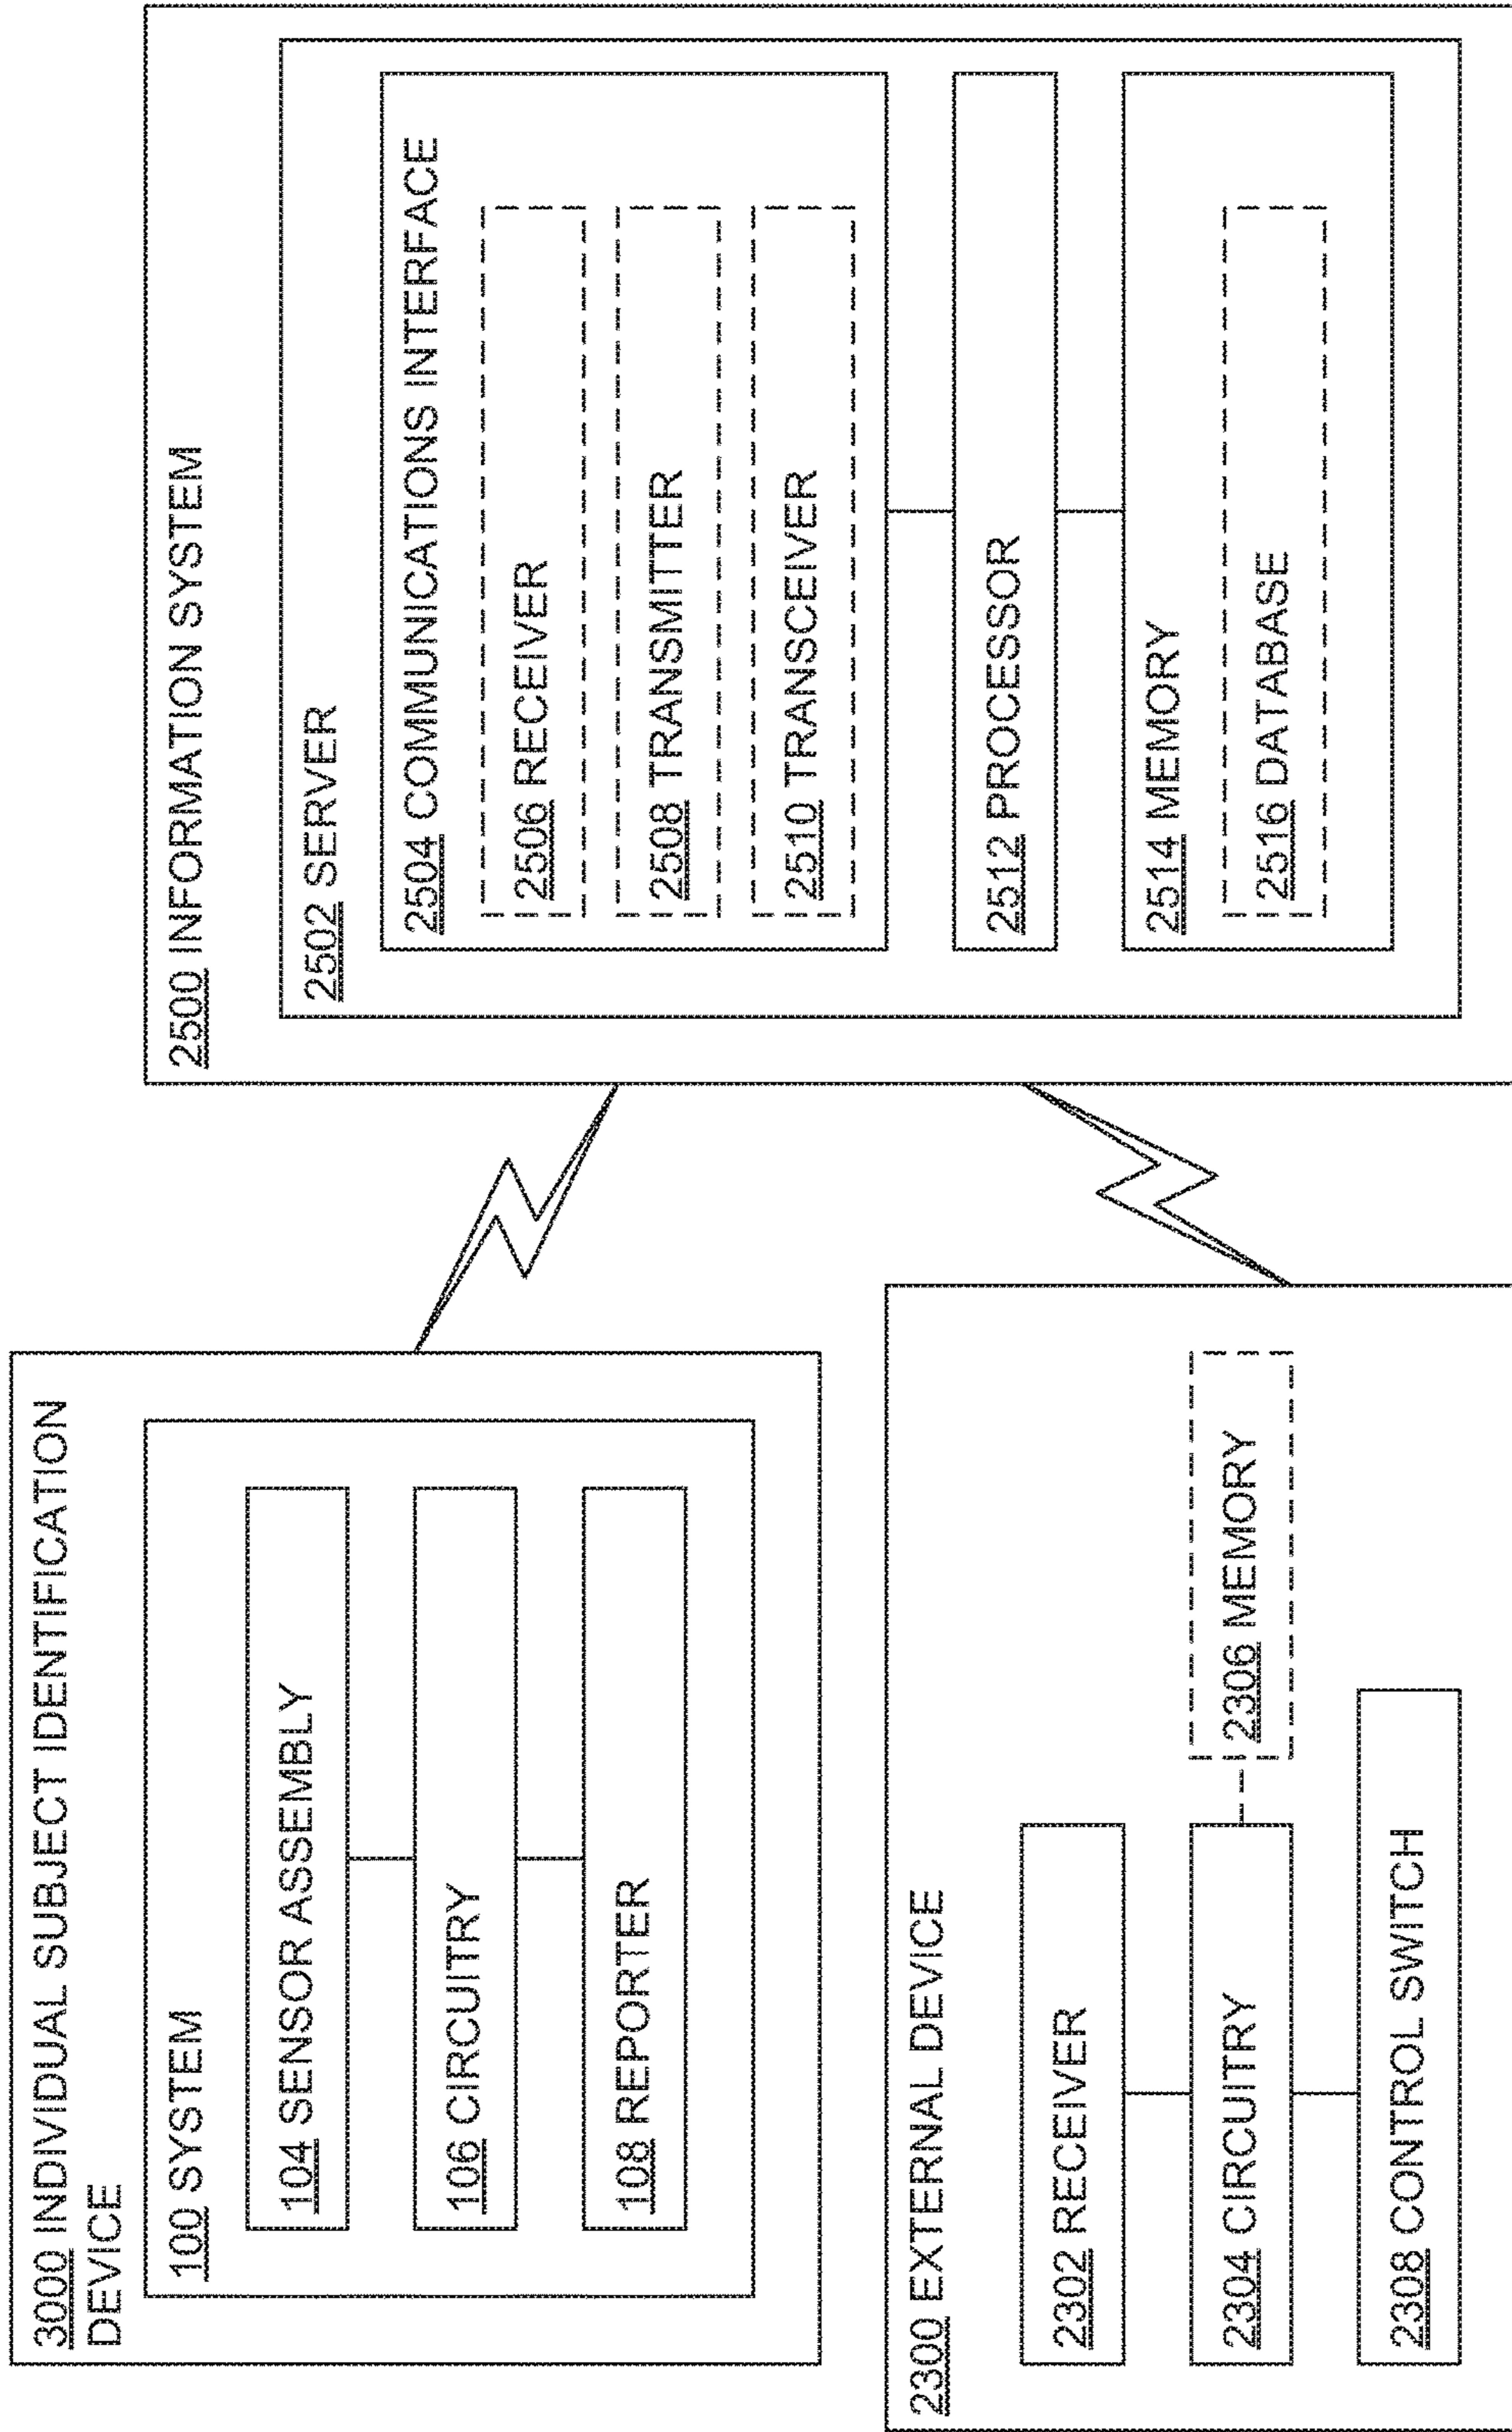 3000 INDIVIDUAL SUBJECT IDENTIFICATION
DEVICE
100 SYSTEM
104 SENSOR ASSEMBLY
106 CIRCUITRY
108 REPORTER
2300 EXTERNAL DEVICE
2302 RECEIVER
2304 CIRCUITRY
2306 MEMORY
2308 CONTROL SWITCH
2500 INFORMATION SYSTEM
2502 SERVER
2504 COMMUNICATIONS INTERFACE
2506 RECEIVER
2508 TRANSMITTER
2510 TRANSCEIVER
2512 PROCESSOR
2514 MEMORY
2516 DATABASE